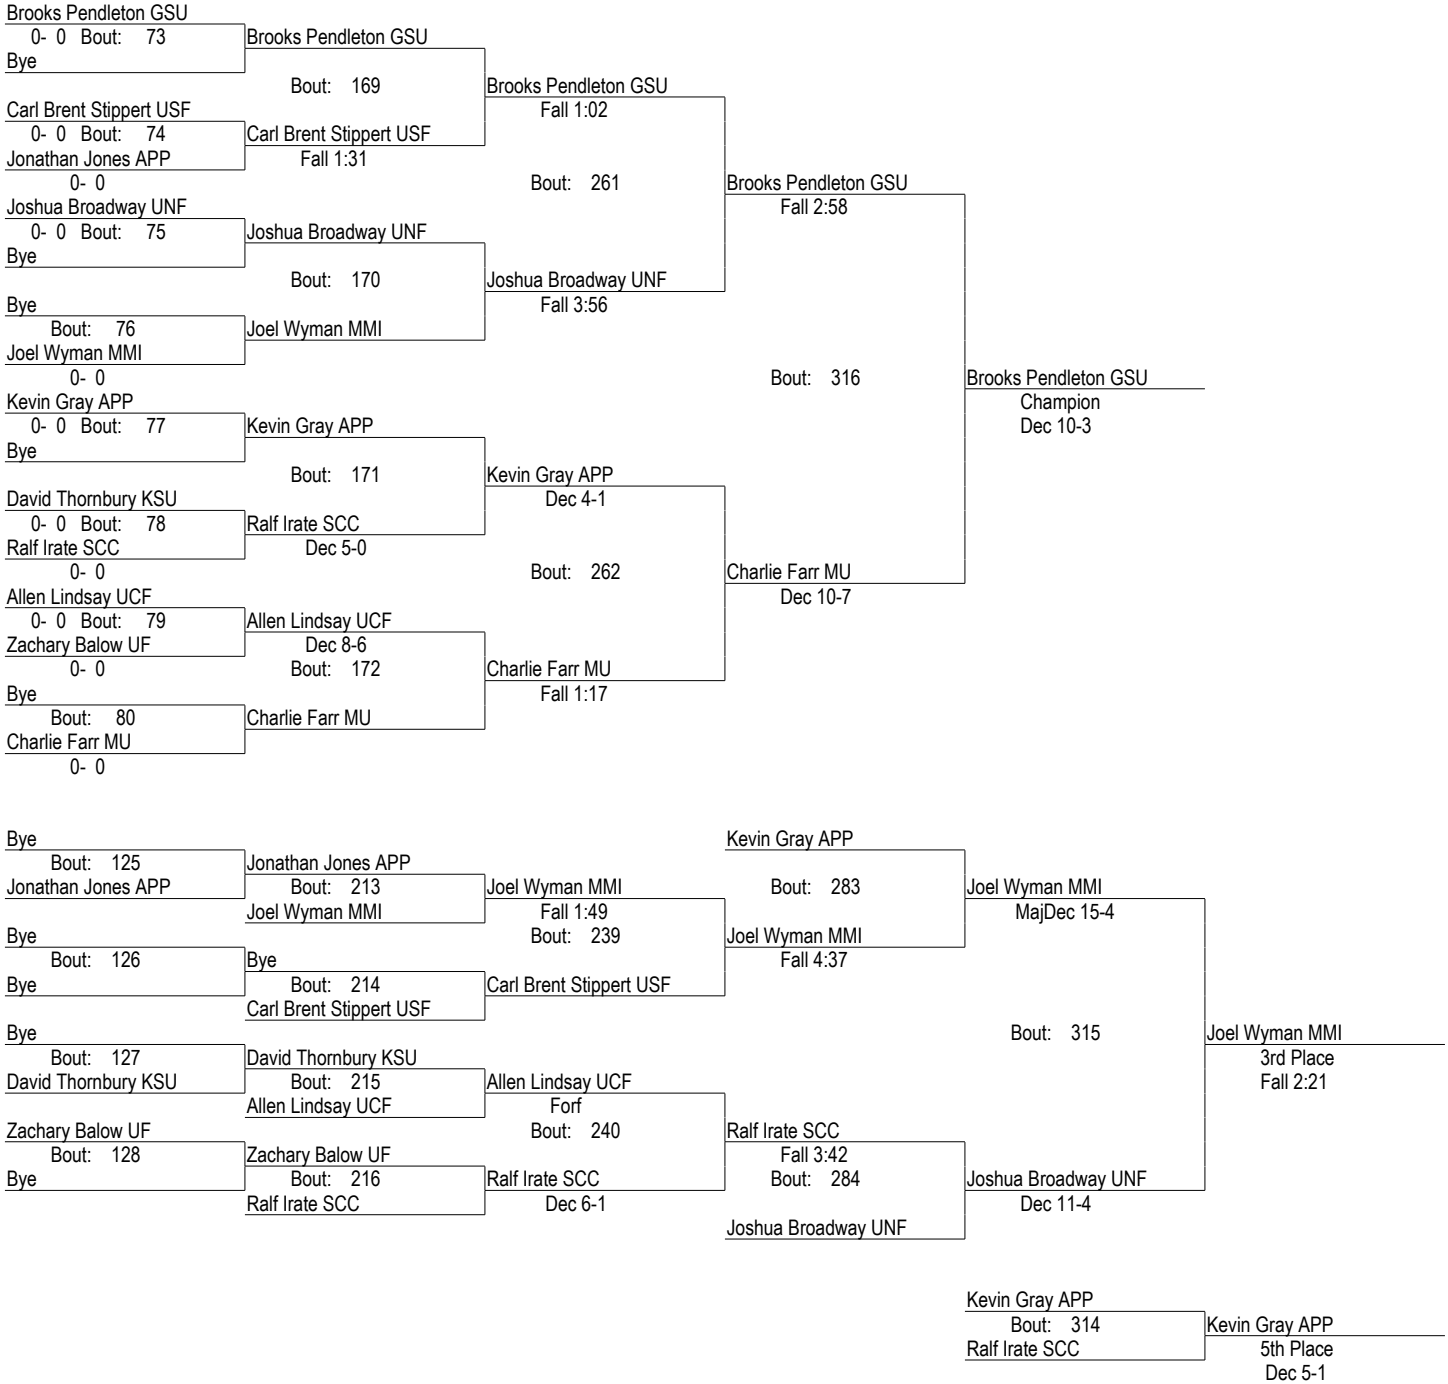 Brooks Pendleton GSU
0- 0 Bout: 73 Brooks Pendleton GSU
Bye
Bout: 169 Brooks Pendleton GSU
Carl Brent Stippert USF Fall 1:02
0- 0 Bout: 74 Carl Brent Stippert USF
Jonathan Jones APP Fall 1:31
0- 0 Bout: 261 Brooks Pendleton GSU
Joshua Broadway UNF Fall 2:58
0- 0 Bout: 75 Joshua Broadway UNF
Bye
Bout: 170 Joshua Broadway UNF
Bye Fall 3:56
Bout: 76 Joel Wyman MMI
Joel Wyman MMI
0- 0 Bout: 316 Brooks Pendleton GSU
Kevin Gray APP Champion
0- 0 Bout: 77 Kevin Gray APP Dec 10-3
Bye
Bout: 171 Kevin Gray APP
David Thornbury KSU Dec 4-1
0- 0 Bout: 78 Ralf Irate SCC
Ralf Irate SCC Dec 5-0
0- 0 Bout: 262 Charlie Farr MU
Allen Lindsay UCF Dec 10-7
0- 0 Bout: 79 Allen Lindsay UCF
Zachary Balow UF Dec 8-6
0- 0 Bout: 172 Charlie Farr MU
Bye Fall 1:17
Bout: 80 Charlie Farr MU
Charlie Farr MU
0- 0
Bye Kevin Gray APP
Bout: 125 Jonathan Jones APP
Jonathan Jones APP Bout: 213 Joel Wyman MMI Bout: 283 Joel Wyman MMI
Joel Wyman MMI Fall 1:49 MajDec 15-4
Bye Bout: 239 Joel Wyman MMI
Bout: 126 Bye Fall 4:37
Bye Bout: 214 Carl Brent Stippert USF
Carl Brent Stippert USF
Bye Bout: 315 Joel Wyman MMI
Bout: 127 David Thornbury KSU 3rd Place
David Thornbury KSU Bout: 215 Allen Lindsay UCF Fall 2:21
Allen Lindsay UCF Forf
Zachary Balow UF Bout: 240 Ralf Irate SCC
Bout: 128 Zachary Balow UF Fall 3:42
Bye Bout: 216 Ralf Irate SCC Bout: 284 Joshua Broadway UNF
Ralf Irate SCC Dec 6-1 Dec 11-4
Joshua Broadway UNF
Kevin Gray APP
Bout: 314 Kevin Gray APP
Ralf Irate SCC 5th Place
Dec 5-1